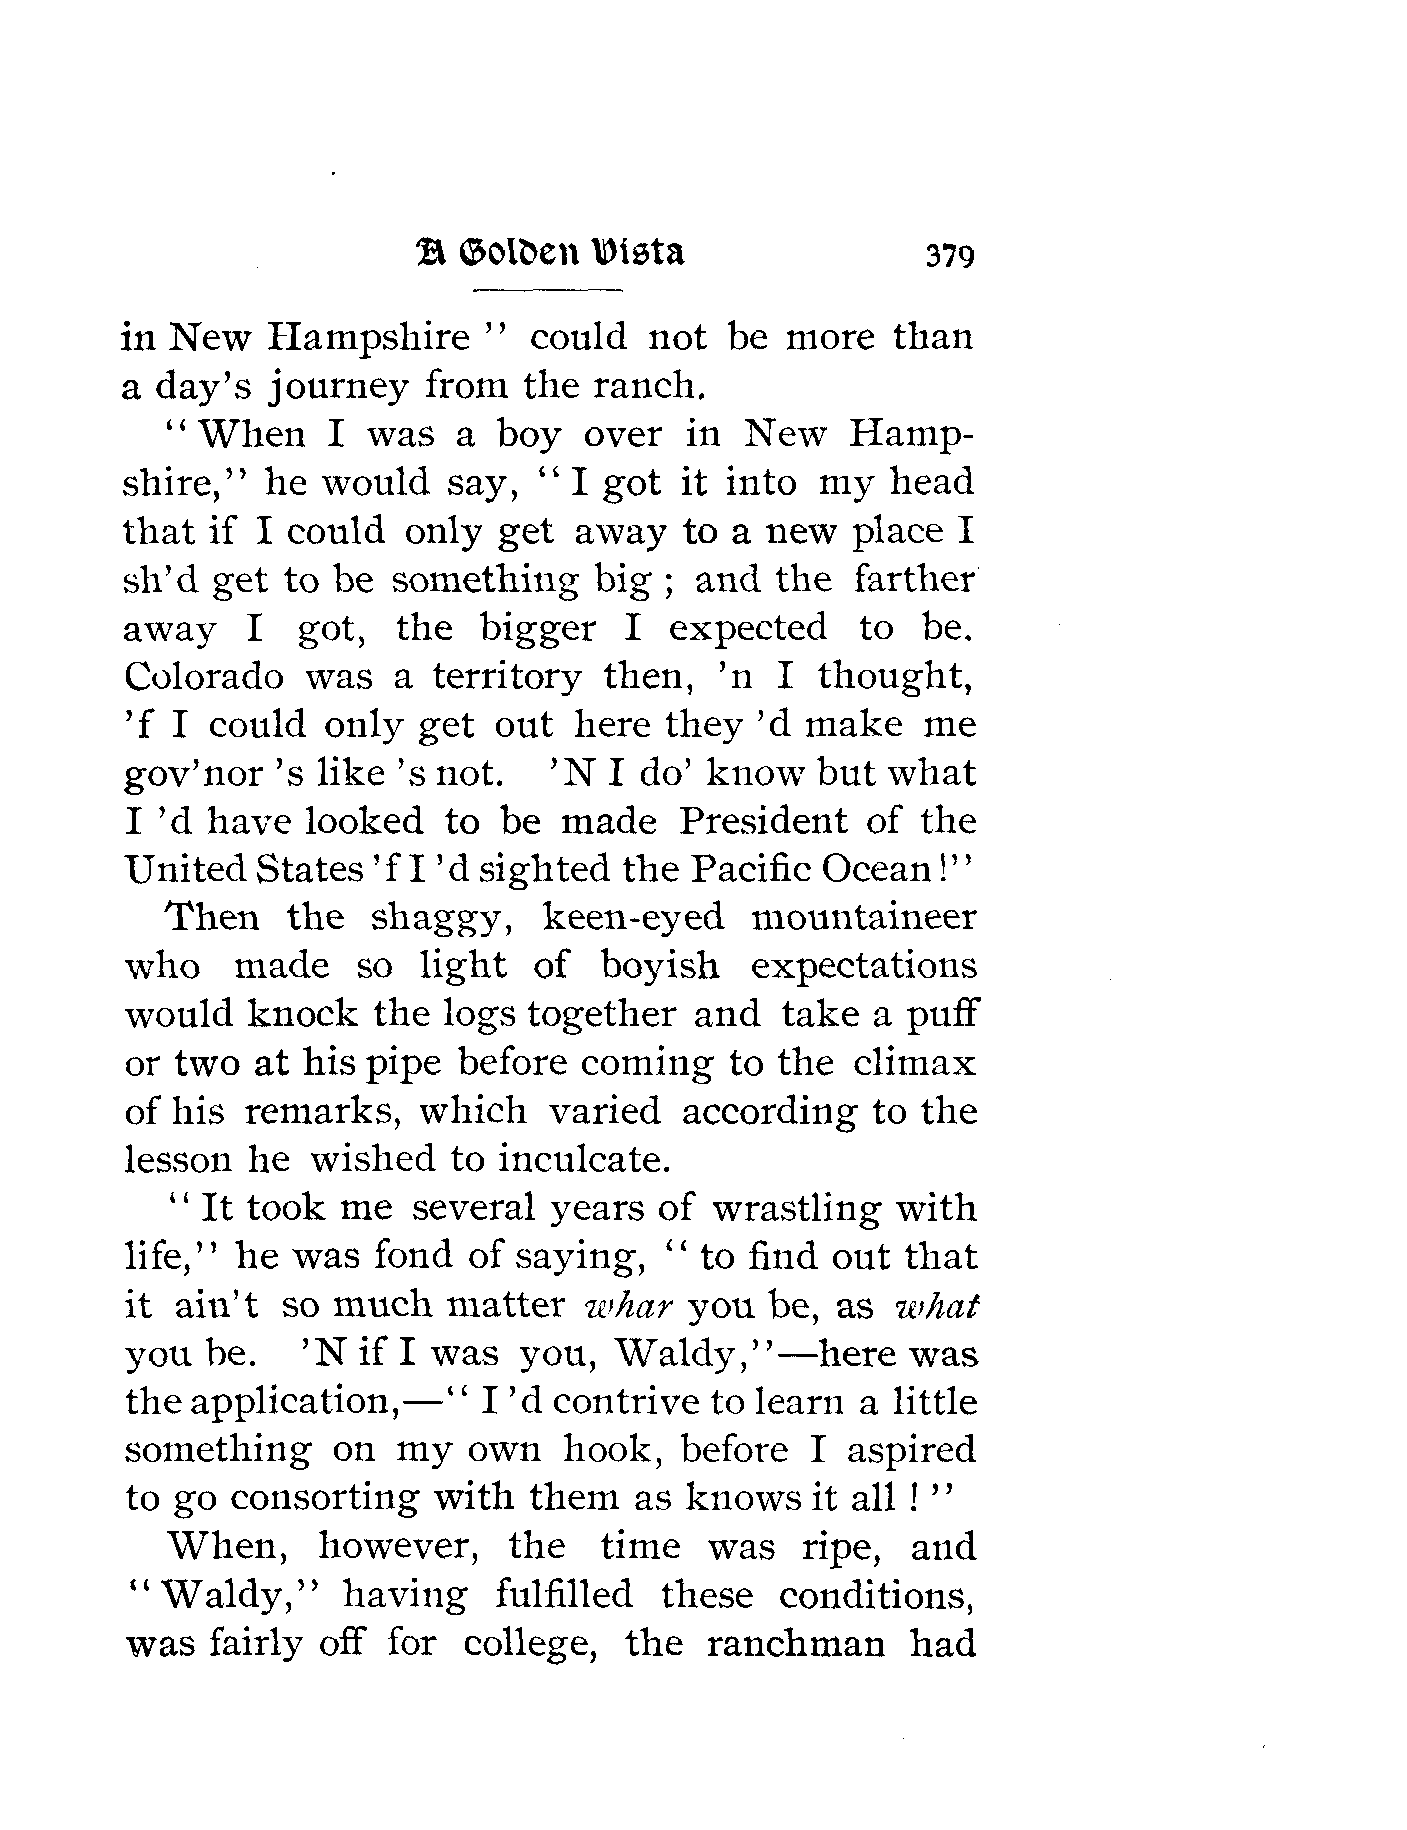 A Golden Vista 379
in New Hampshire " could not be more than
a day's journey from the ranch.
" When I was a boy over in New Hamp-
shire," he would say, " I got it into my head
that if I could only get away to a new place I
sh'd get to be something big ; and the farther
away I got, the bigger I expected to be.
Colorado was a territory then, 'n I thought,
'f I could only get out here they 'd make me
gov'nor 's like 's not. 'N I do' know but what
I 'd have looked to be made President of the
United States 'f I 'd sighted the Pacific Ocean!"
Then the shaggy, keen-eyed mountaineer
who made so light of boyish expectations
would knock the logs together and take a puff
or two at his pipe before coming to the climax
of his remarks, which varied according to the
lesson he wished to inculcate.
" It took me several years of wrastling with
life," he was fond of saying, " to find out that
it ain't so much matter whar you be, as what
you be. 'N if I was you, Waldy,"—here was
the application,—" I 'd contrive to learn a little
something on my own hook, before I aspired
to go consorting with them as knows it all ! "
When, however, the time was ripe, and
" Waldy," having fulfilled these conditions,
was fairly off for college, the ranchman had